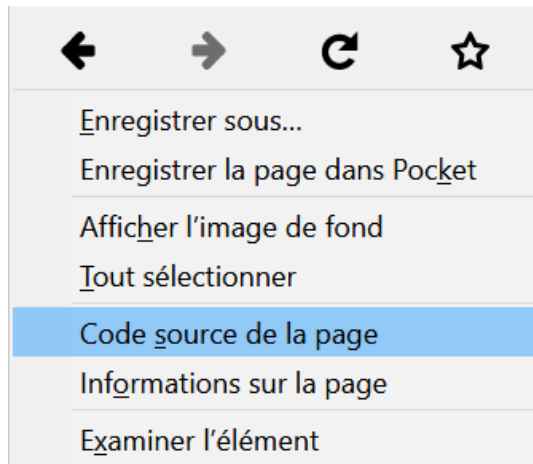 Enregistrer sous...
Enregistrer la page dans Pocket
Afficher l'image de fond
Tout sélectionner
Code source de la page
Informations sur la page
Examiner l'élément